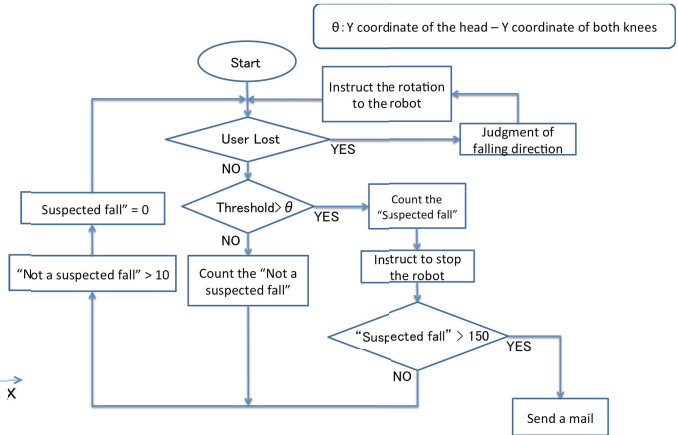 θ: Y coordinate of the head – Y coordinate of both knees
Start
Instruct the rotation
to the robot
User Lost
YES
Judgment of
falling direction
NO
Suspected fall” = 0
Threshold> θ
YES
Count the
“Suspected fall”
NO
“Not a suspected fall” > 10
Count the “Not a
suspected fall”
Instruct to stop
the robot
“Suspected fall” > 150
YES
NO
X
Send a mail